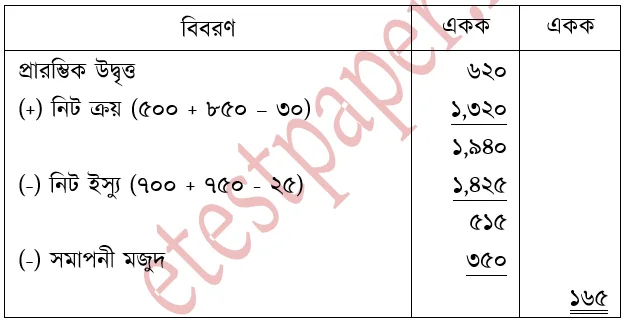 বিবরণ একক একক
প্রারম্ভিক উদ্বৃত্ত ৬২০
(+) নিট ক্রয় (৫০০ + ৮৫০ – ৩০) ১,৩২০
১,৯৪০
(-) নিট ইস্যু (৭০০ + ৭৫০ - ২৫) ১,৪২৫
৫১৫
(-) সমাপনী মজুদ ৩৫০
১৬৫